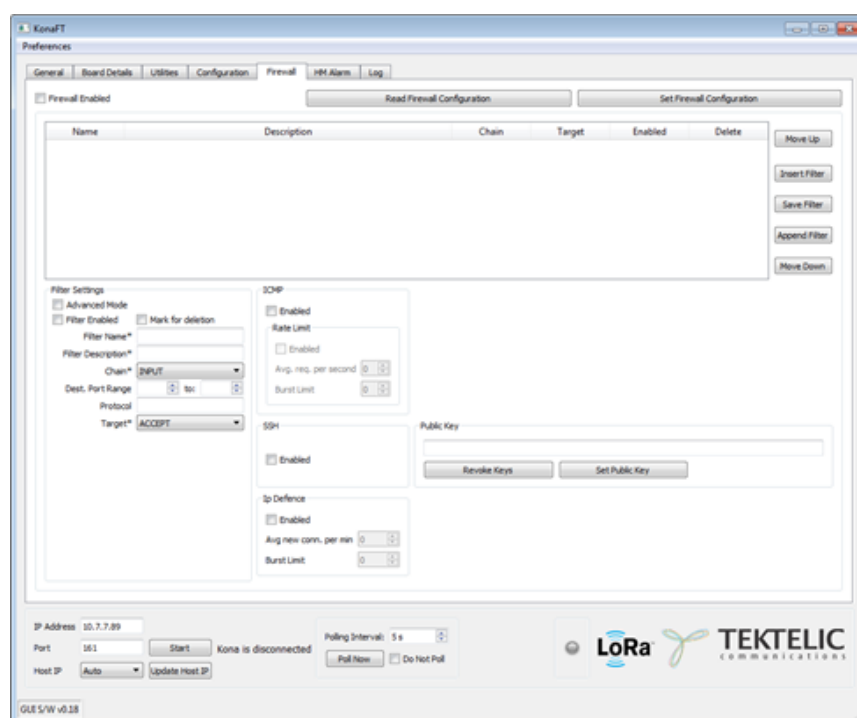 KonaFT
Preferences
General Board Details Utilities Configuration Firewall HM Alarm Log
Firewall Enabled Read Firewall Configuration Set Firewall Configuration
Name Description Chain Target Enabled Delete
Move Up
Insert Filter
Save Filter
Append Filter
Move Down
Filter Settings
Advanced Mode
Filter Enabled Mark for deletion
Filter Name*
Filter Description*
Chain* INPUT
Dest. Port Range to:
Protocol
Target* ACCEPT
ICMP
Enabled
Rate Limit
Enabled
Avg. req. per second 0
Burst Limit 0
SSH
Enabled
Public Key
Revoke Keys Set Public Key
Ip Defence
Enabled
Avg new conn. per min 0
Burst Limit 0
IP Address 10.7.7.89
Port 161 Start Kona is disconnected
Host IP Auto Update Host IP
Polling Interval: 5 s
Poll Now Do Not Poll
LoRa
TEKTELIC
communications
GUI S/W v0.18